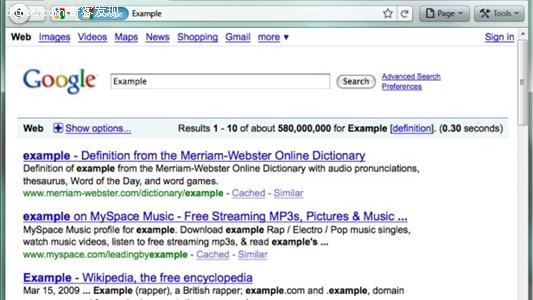 Example
Page Tools
Web Images Videos Maps News Shopping Gmail more ▼ Sign in
Google Example Search Advanced Search
Preferences
Web Show options... Results 1 - 10 of about 580,000,000 for Example [definition]. (0.30 seconds)
example - Definition from the Merriam-Webster Online Dictionary
Definition of example from the Merriam-Webster Online Dictionary with audio pronunciations,
thesaurus, Word of the Day, and word games.
www.merriam-webster.com/dictionary/example - Cached - Similar
example on MySpace Music - Free Streaming MP3s, Pictures & Music ...
MySpace Music profile for example. Download example Rap / Electro / Pop music singles,
watch music videos, listen to free streaming mp3s, & read example's ...
www.myspace.com/leadingbyexample - Cached - Similar
Example - Wikipedia, the free encyclopedia
Mar 15, 2009 ... Example (rapper), a British rapper; example.com and .example, domain